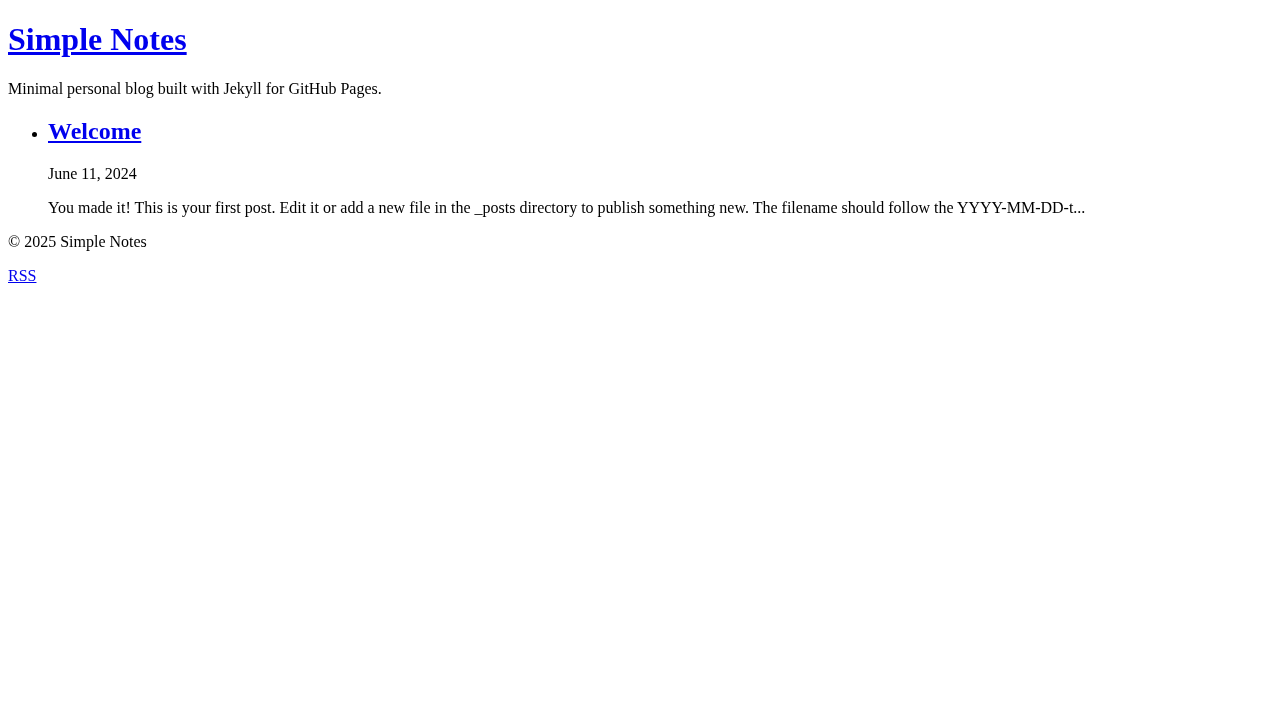 Simple Notes
Minimal personal blog built with Jekyll for GitHub Pages.
Welcome
June 11, 2024
You made it! This is your first post. Edit it or add a new file in the _posts directory to publish something new. The filename should follow the YYYY-MM-DD-t...
© 2025 Simple Notes
RSS